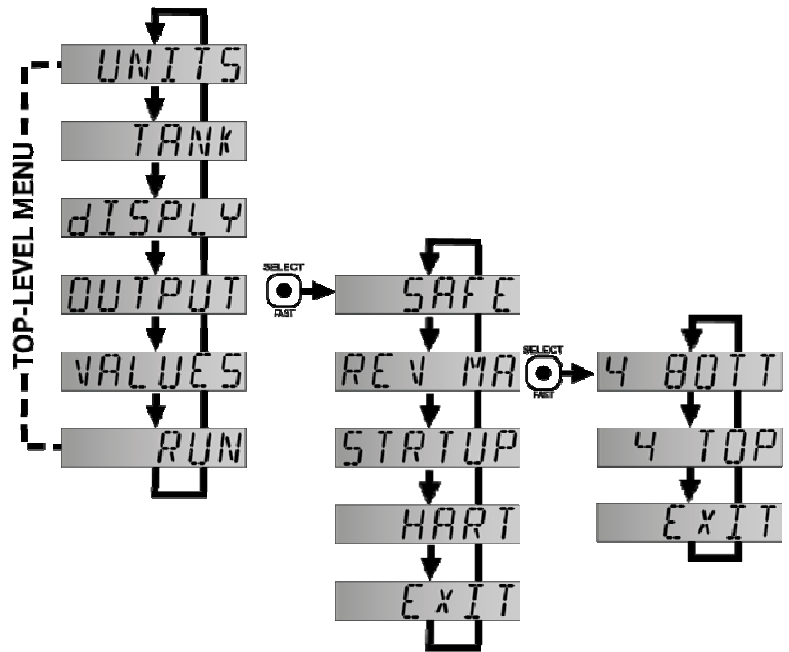 TOP-LEVEL MENU
UNITS
TANK
dISPLY
OUTPUT
VALUES
RUN
SELECT
FAST
SAFE
REV MA
STRTUP
HART
ExIT
SELECT
FAST
4 BOTT
4 TOP
ExIT